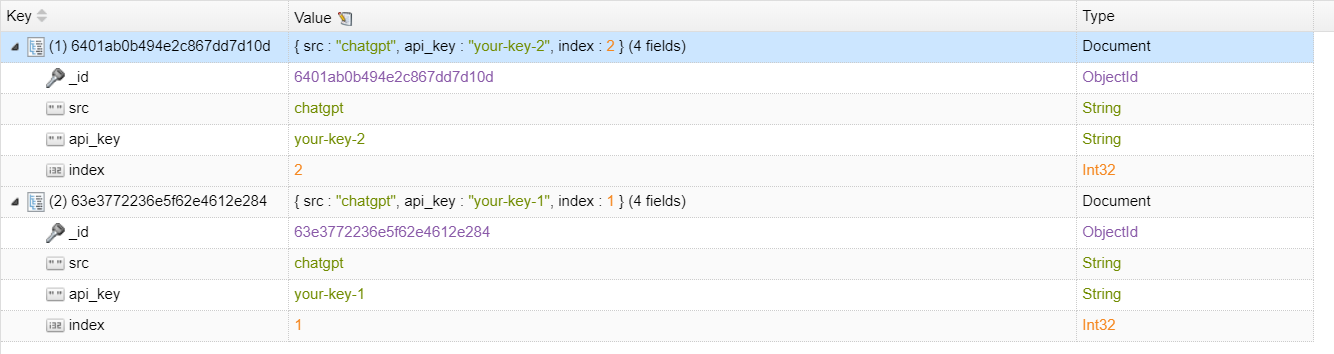 Key Value Type
(1) 6401ab0b494e2c867dd7d10d { src : "chatgpt", api_key : "your-key-2", index : 2 } (4 fields) Document
_id 6401ab0b494e2c867dd7d10d ObjectId
"" src chatgpt String
"" api_key your-key-2 String
i32 index 2 Int32
(2) 63e3772236e5f62e4612e284 { src : "chatgpt", api_key : "your-key-1", index : 1 } (4 fields) Document
_id 63e3772236e5f62e4612e284 ObjectId
"" src chatgpt String
"" api_key your-key-1 String
i32 index 1 Int32